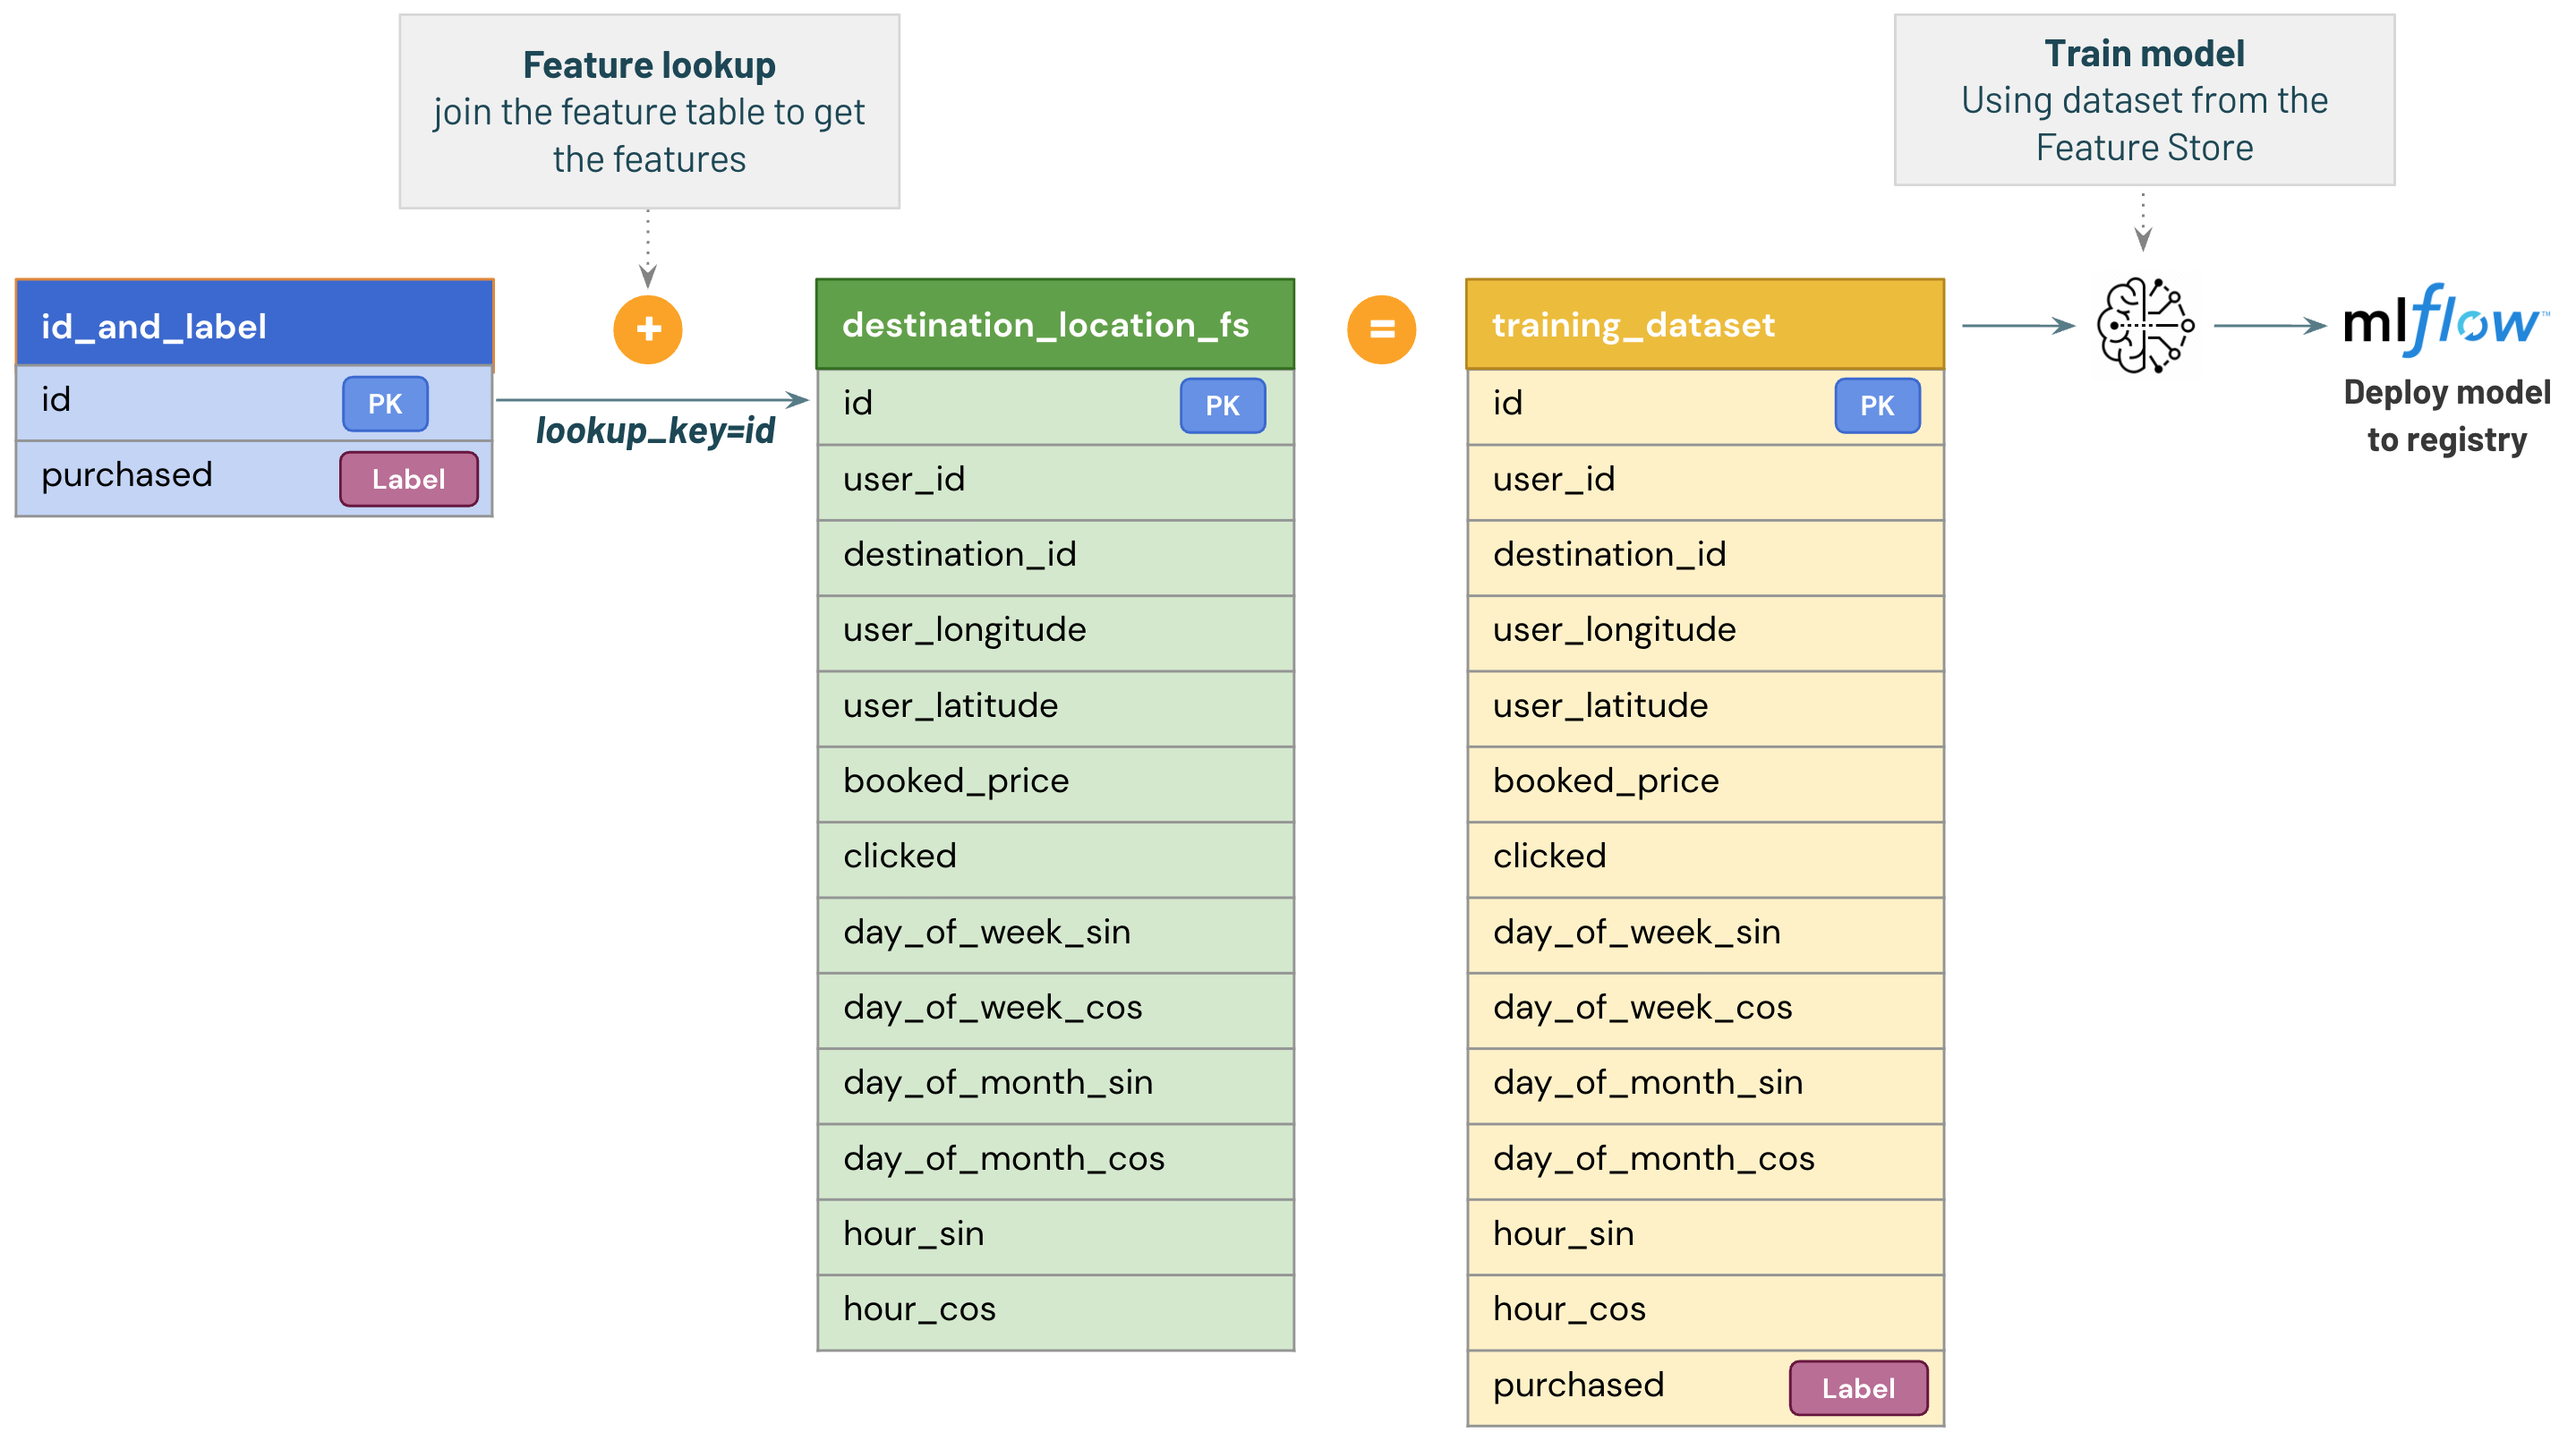 Feature lookup
join the feature table to get
the features
Train model
Using dataset from the
Feature Store
id_and_label
id PK
purchased Label
+
lookup_key=id
destination_location_fs
id PK
user_id
destination_id
user_longitude
user_latitude
booked_price
clicked
day_of_week_sin
day_of_week_cos
day_of_month_sin
day_of_month_cos
hour_sin
hour_cos
=
training_dataset
id PK
user_id
destination_id
user_longitude
user_latitude
booked_price
clicked
day_of_week_sin
day_of_week_cos
day_of_month_sin
day_of_month_cos
hour_sin
hour_cos
purchased Label
mlflow™
Deploy model
to registry